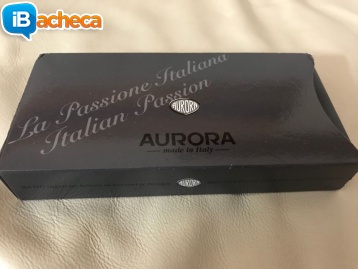 iBacheca
La Passione Italiana
Italian Passion
AURORA
AURORA
made in Italy
AURORA